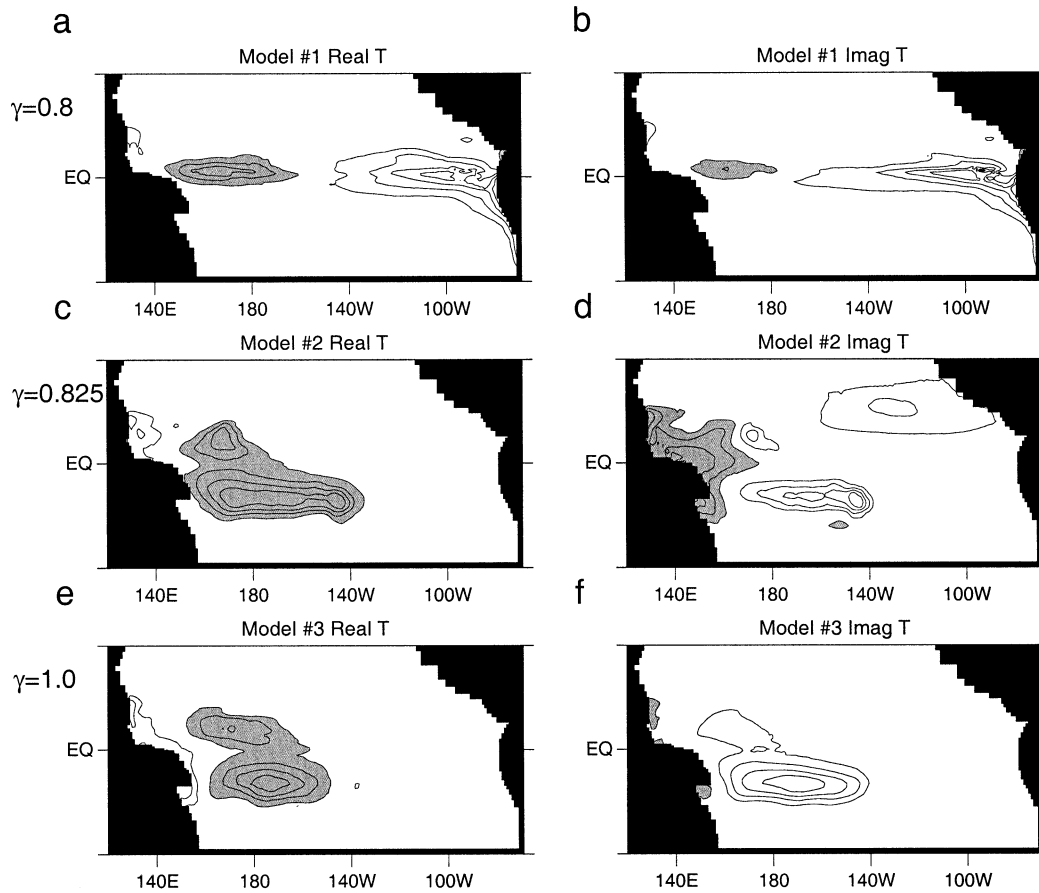 a
b
Model #1 Real T
Model #1 Imag T
γ=0.8
EQ
EQ
140E 180 140W 100W
140E 180 140W 100W
c
d
Model #2 Real T
Model #2 Imag T
γ=0.825
EQ
EQ
140E 180 140W 100W
140E 180 140W 100W
e
f
Model #3 Real T
Model #3 Imag T
γ=1.0
EQ
EQ
140E 180 140W 100W
140E 180 140W 100W